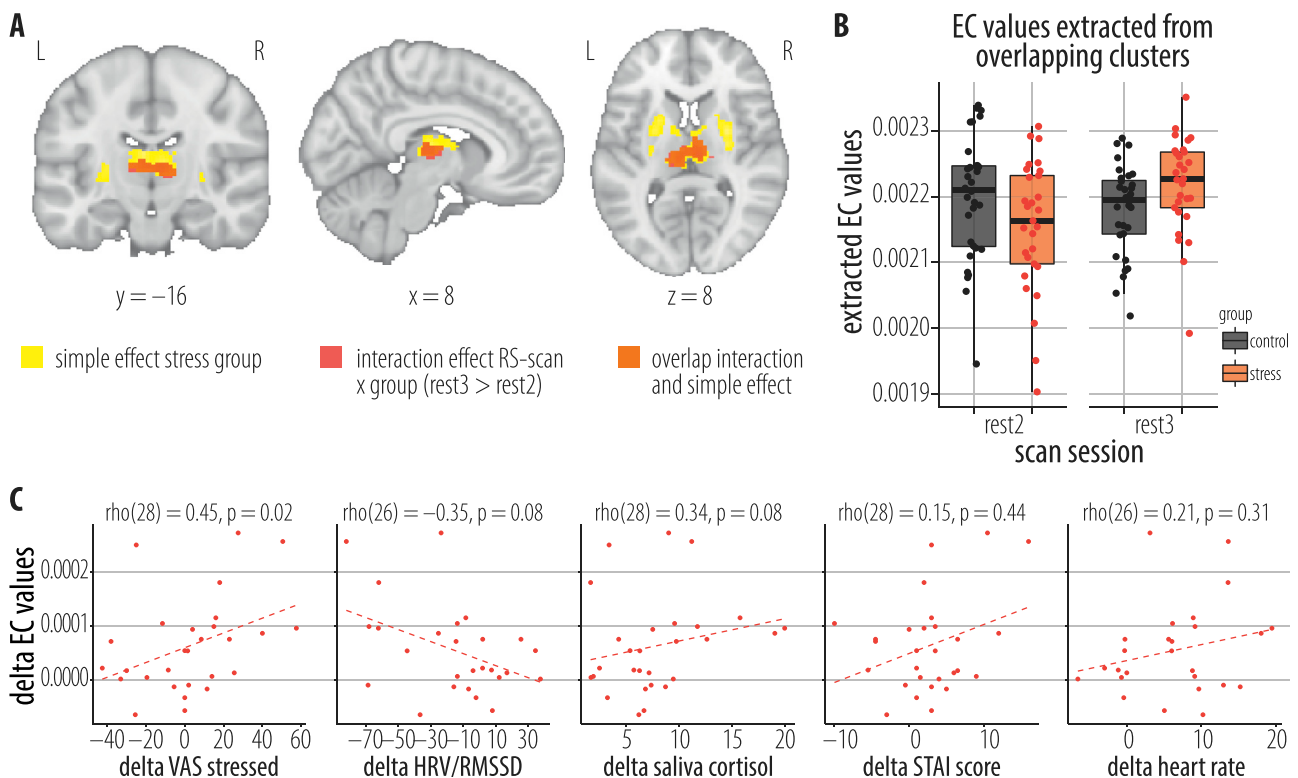 A
L
R
L
R
y = −16
x = 8
z = 8
simple effect stress group
interaction effect RS−scan
x group (rest3 > rest2)
overlap interaction
and simple effect
B
EC values extracted from
overlapping clusters
extracted EC values
0.0023
0.0022
0.0021
0.0020
0.0019
rest2
rest3
scan session
group
control
stress
C
delta EC values
0.0002
0.0001
0.0000
rho(28) = 0.45, p = 0.02
−40 −20 0 20 40 60
delta VAS stressed
rho(26) = −0.35, p = 0.08
−70 −50 −30 −10 10 30
delta HRV/RMSSD
rho(28) = 0.34, p = 0.08
5 10 15 20
delta saliva cortisol
rho(28) = 0.15, p = 0.44
−10 0 10
delta STAI score
rho(26) = 0.21, p = 0.31
0 10 20
delta heart rate